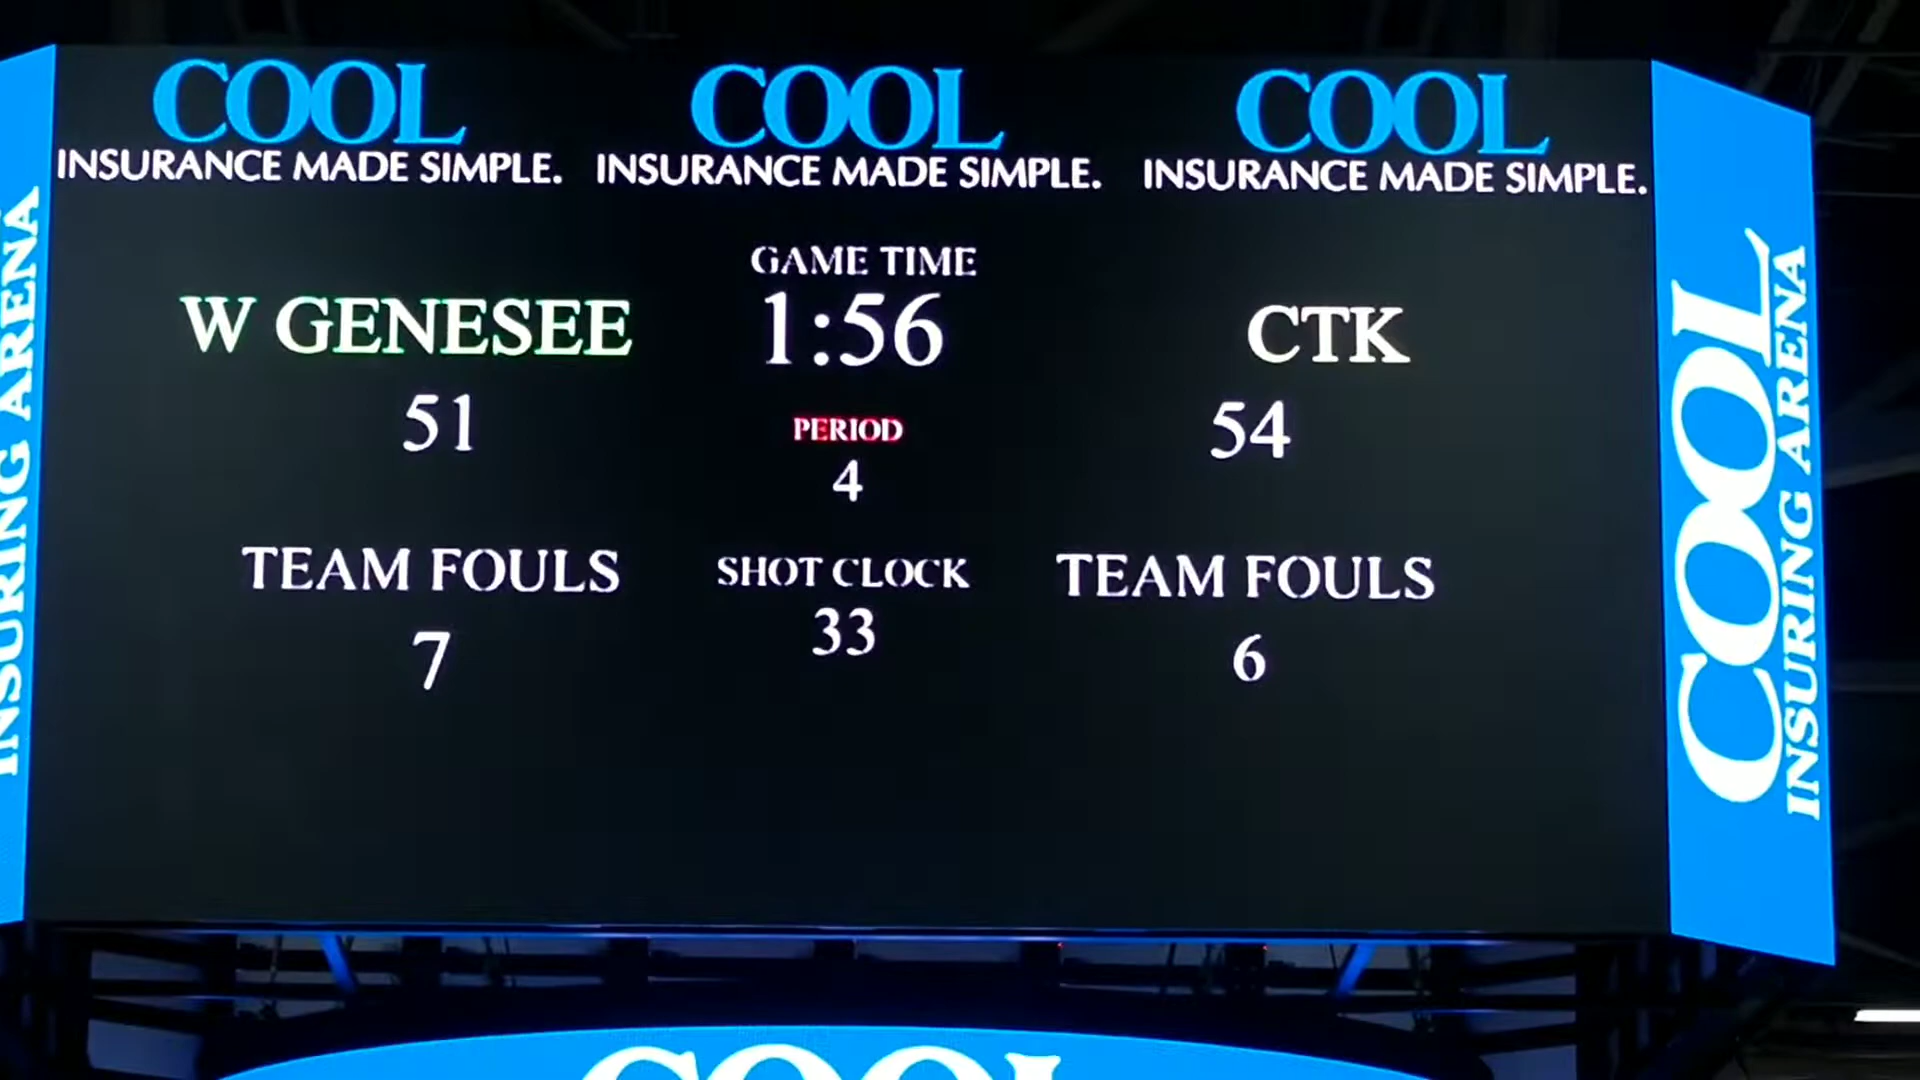 COOL COOL COOL
INSURANCE MADE SIMPLE. INSURANCE MADE SIMPLE. INSURANCE MADE SIMPLE.
GAME TIME
W GENESEE 1:56 CTK
51 54
PERIOD
4
TEAM FOULS SHOT CLOCK TEAM FOULS
7 33 6
INSURING ARENA
COOL
INSURING ARENA
COOL